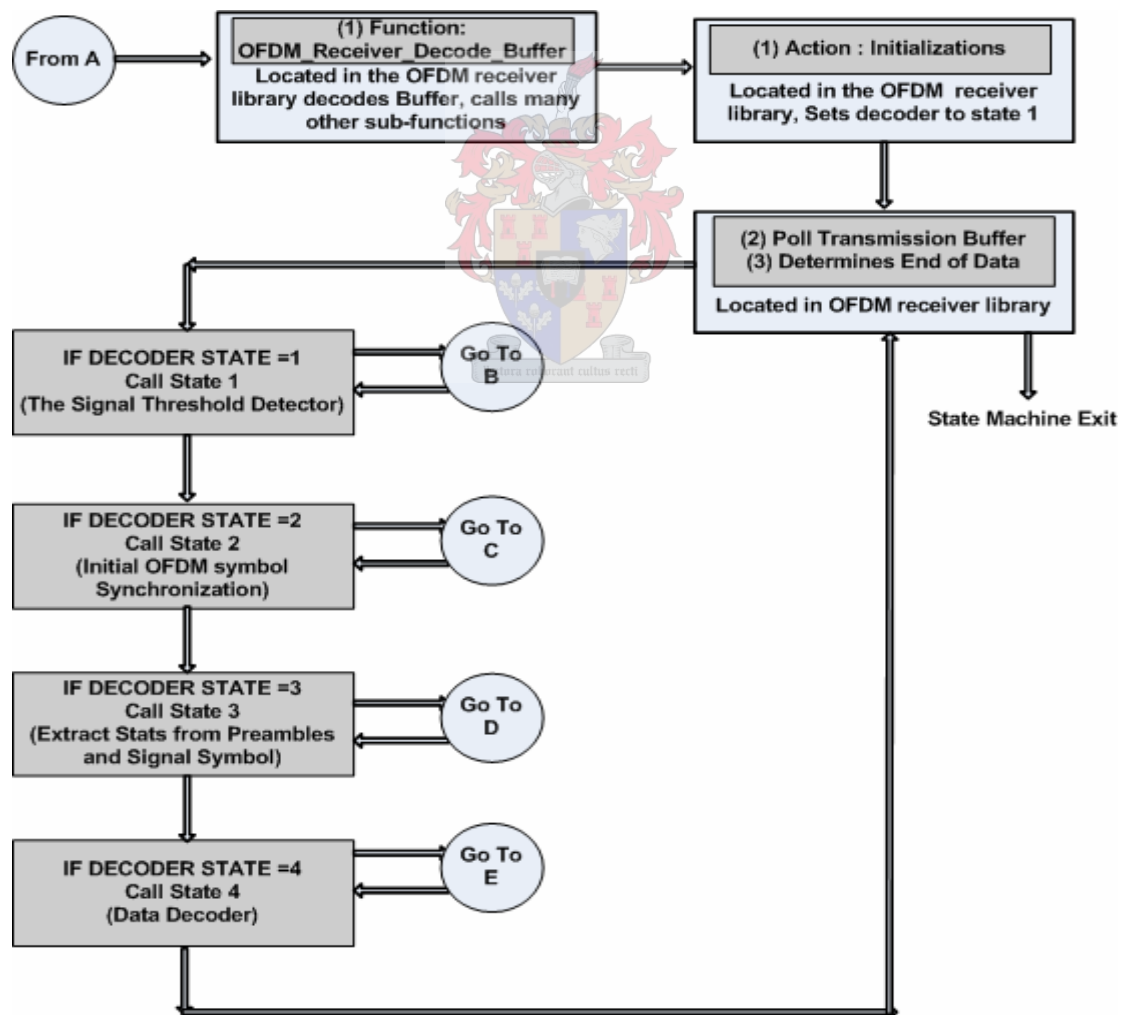 From A
(1) Function:
OFDM_Receiver_Decode_Buffer
Located in the OFDM receiver
library decodes Buffer, calls many
other sub-functions
(1) Action : Initializations
Located in the OFDM receiver
library, Sets decoder to state 1
(2) Poll Transmission Buffer
(3) Determines End of Data
Located in OFDM receiver library
State Machine Exit
IF DECODER STATE =1
Call State 1
(The Signal Threshold Detector)
Go To
B
IF DECODER STATE =2
Call State 2
(Initial OFDM symbol
Synchronization)
Go To
C
IF DECODER STATE =3
Call State 3
(Extract Stats from Preambles
and Signal Symbol)
Go To
D
IF DECODER STATE =4
Call State 4
(Data Decoder)
Go To
E
cultus recti